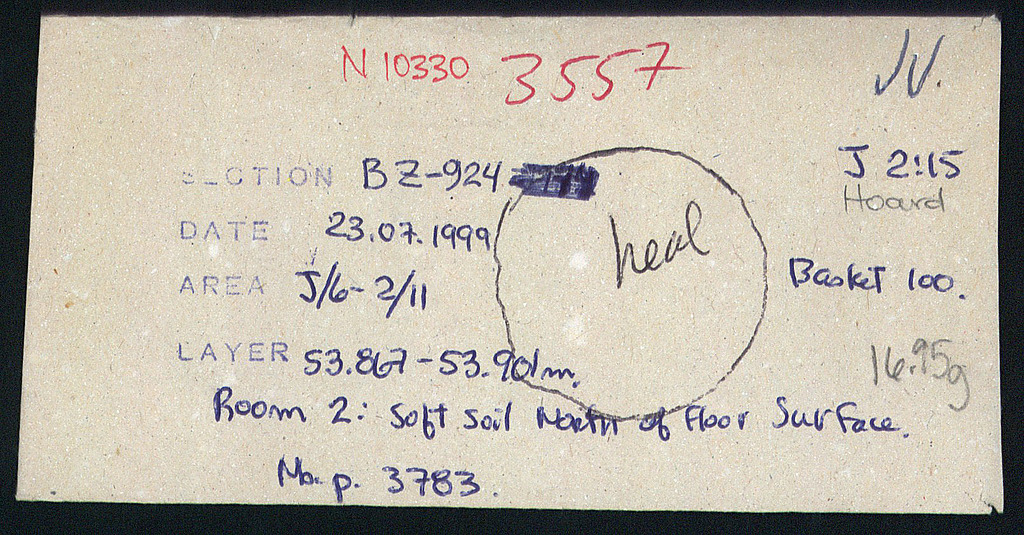 N 10330 3557 JV.
SECTION BZ-924
J 2:15
Hoard
DATE 23.07.1999
heal
AREA J/6-2/11
Basket 100.
LAYER 53.867-53.901m.
16.95g
Room 2: Soft soil North of Floor Surface.
Mo. p. 3783.